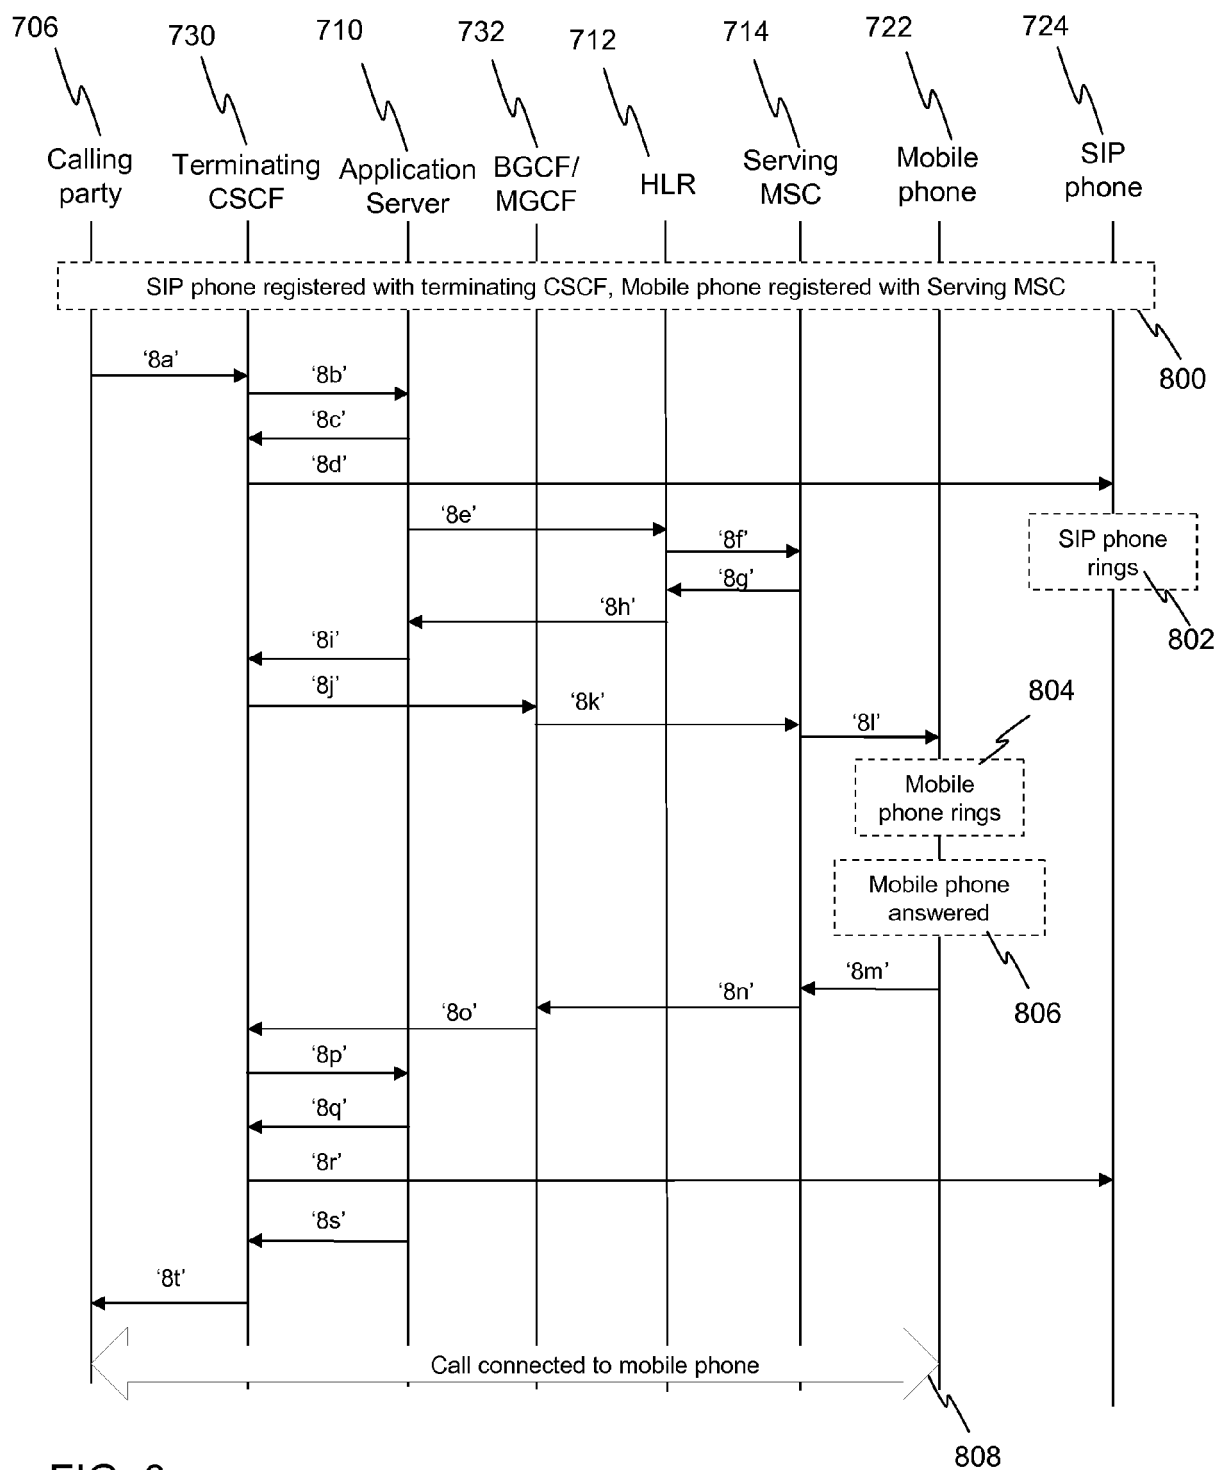 706
730
710
732
712
714
722
724
Calling
party
Terminating
CSCF
Application
Server
BGCF/
MGCF
HLR
Serving
MSC
Mobile
phone
SIP
phone
SIP phone registered with terminating CSCF, Mobile phone registered with Serving MSC
800
‘8a’
‘8b’
‘8c’
‘8d’
‘8e’
‘8f’
SIP phone
rings
802
‘8g’
‘8h’
‘8i’
‘8j’
‘8k’
‘8l’
804
Mobile
phone rings
Mobile phone
answered
806
‘8m’
‘8n’
‘8o’
‘8p’
‘8q’
‘8r’
‘8s’
‘8t’
Call connected to mobile phone
808